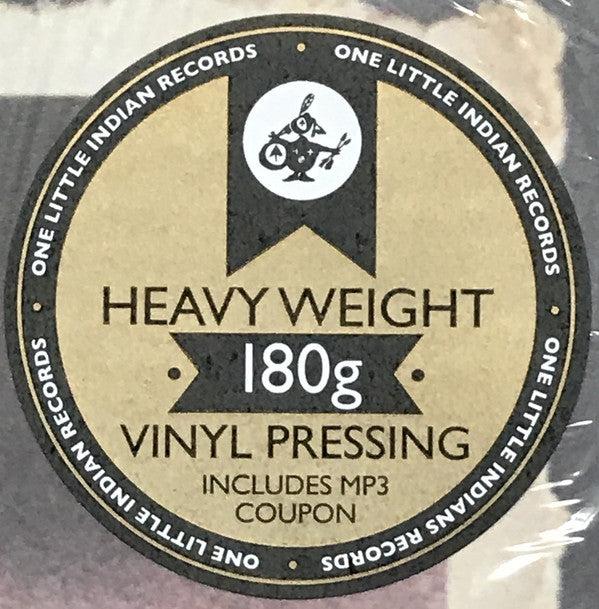 ONE LITTLE INDIAN RECORDS
ONE LITTLE INDIAN RECORDS
ONE LITTLE INDIANS RECORDS
ONE LITTLE INDIAN RECORDS
HEAVY WEIGHT
180g
VINYL PRESSING
INCLUDES MP3
COUPON